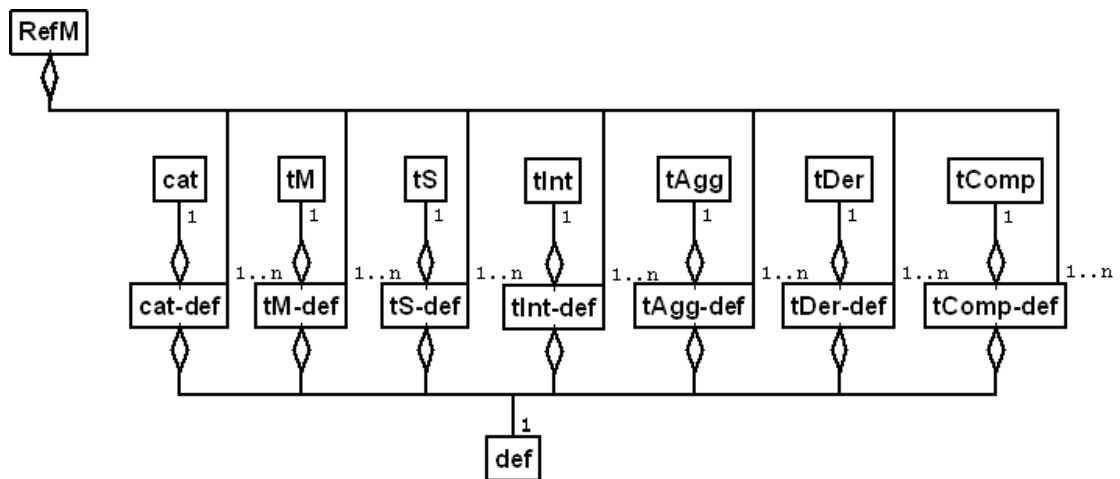 RefM
cat tM tS tInt tAgg tDer tComp
1 1 1 1 1 1 1
1..n 1..n 1..n 1..n 1..n 1..n 1..n
cat-def tM-def tS-def tInt-def tAgg-def tDer-def tComp-def
1
def